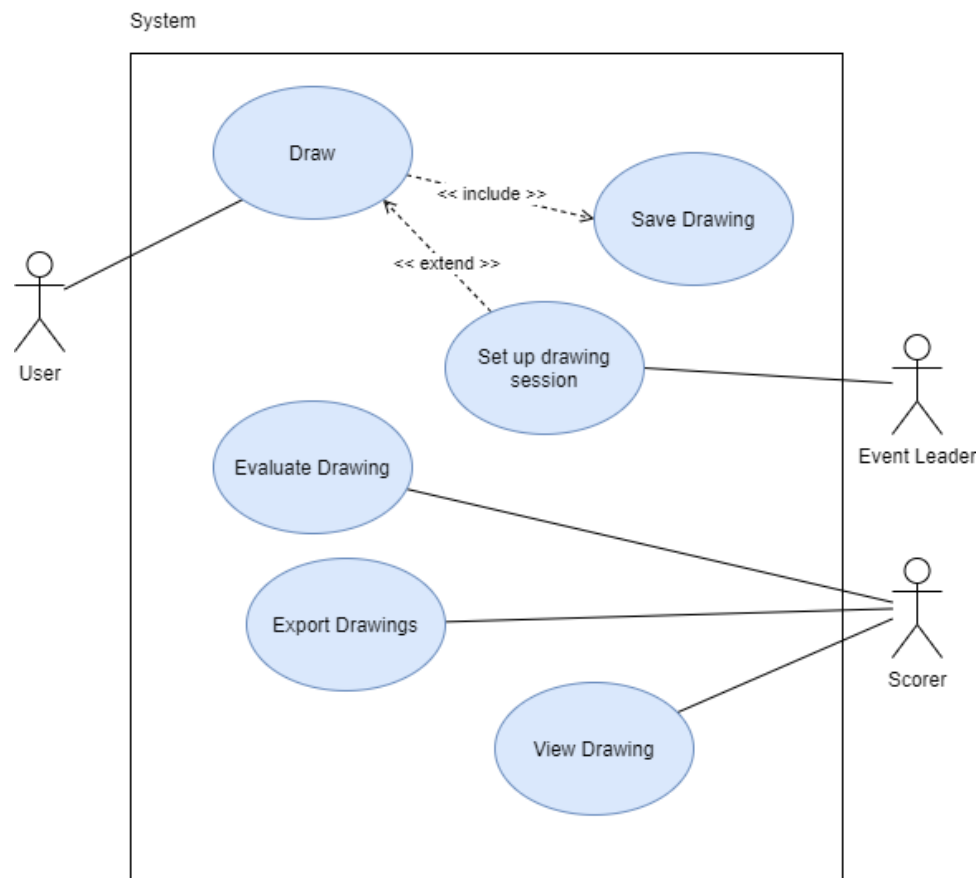 System
Draw
<< include >>
Save Drawing
<< extend >>
User
Set up drawing
session
Event Leader
Evaluate Drawing
Export Drawings
Scorer
View Drawing